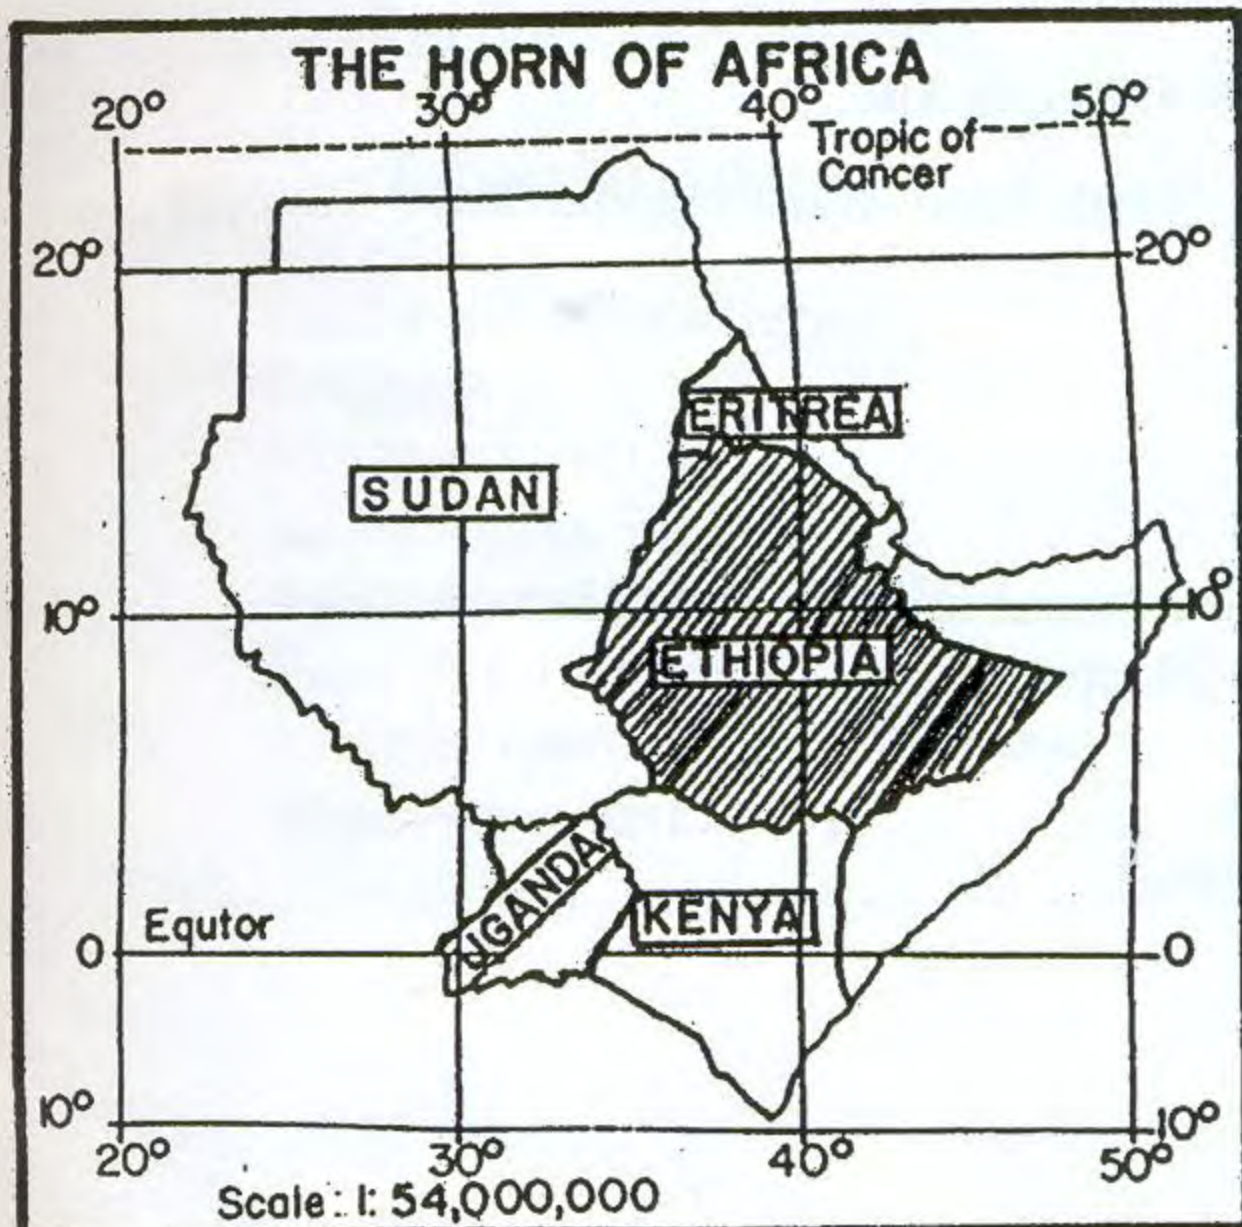 THE HORN OF AFRICA
20° 30° 40° 50°
Tropic of
Cancer
20° 20°
ERITREA
SUDAN
10° 10°
ETHIOPIA
UGANDA
KENYA
Equtor
0 0
10° 10°
20° 30° 40° 50°
Scale: 1: 54,000,000